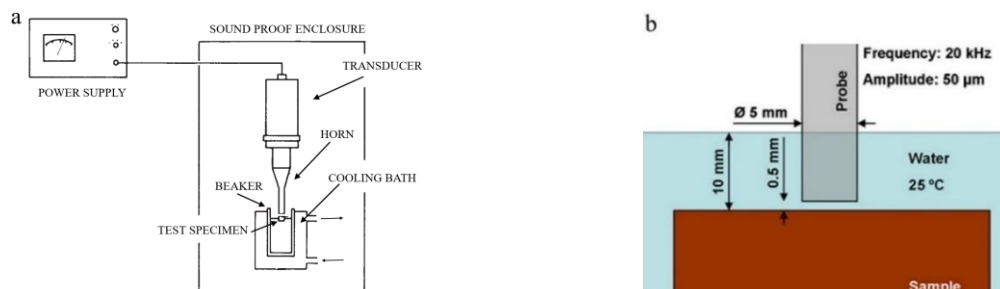 a
SOUND PROOF ENCLOSURE
TRANSDUCER
POWER SUPPLY
HORN
COOLING BATH
BEAKER
TEST SPECIMEN
b
Frequency: 20 kHz
Amplitude: 50 µm
Probe
Ø 5 mm
10 mm
0.5 mm
Water
25 ºC
Sample